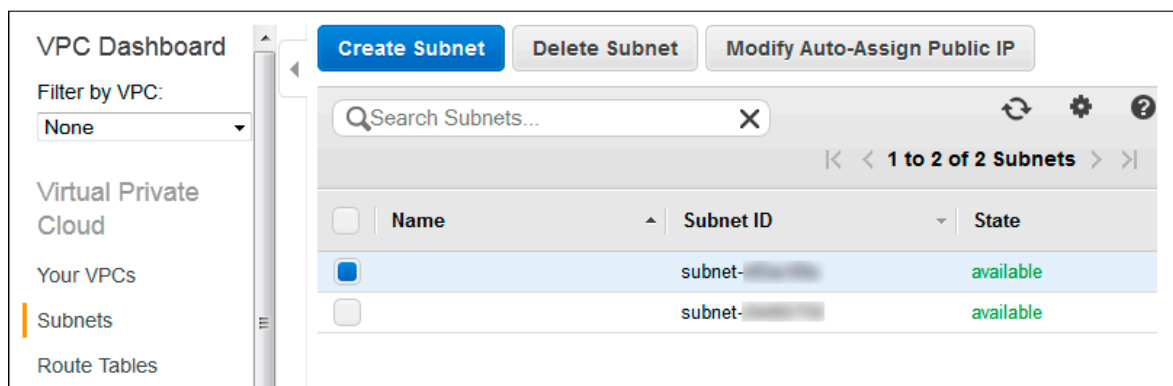 VPC Dashboard
Filter by VPC:
None
Virtual Private
Cloud
Your VPCs
Subnets
Route Tables
Create Subnet Delete Subnet Modify Auto-Assign Public IP
Search Subnets...
1 to 2 of 2 Subnets
Name Subnet ID State
subnet- available
subnet- available